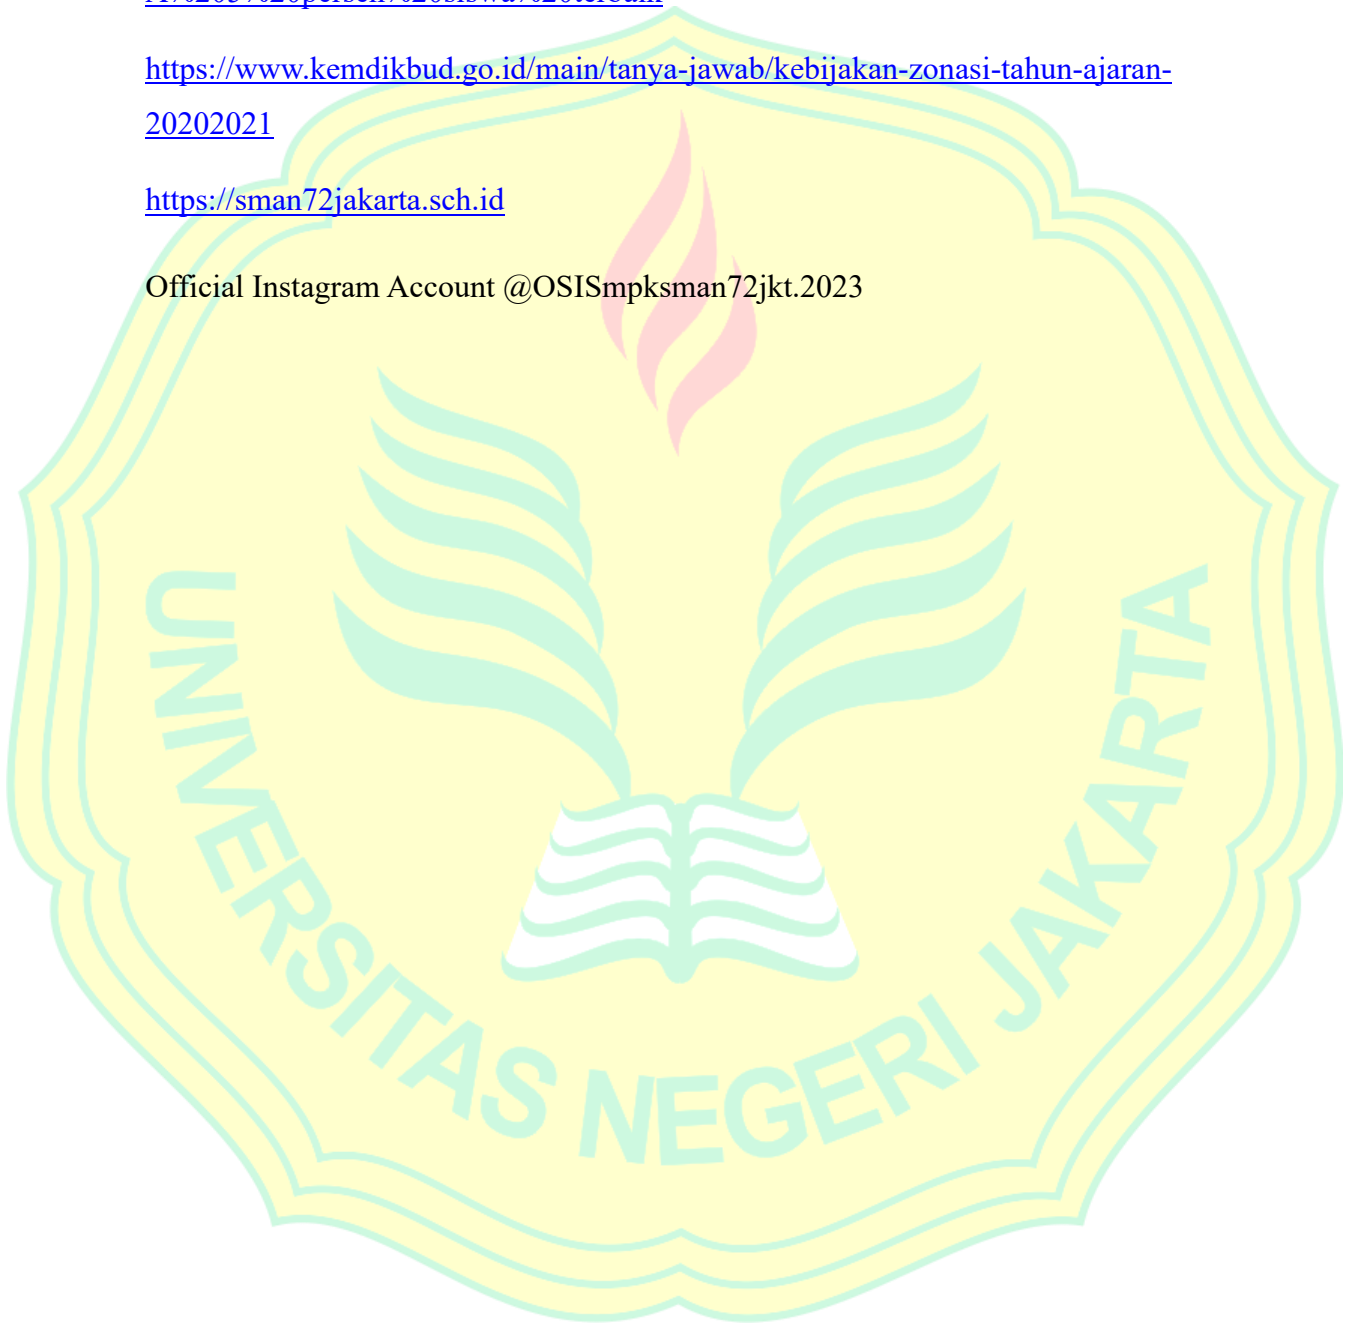 https://www.kemdikbud.go.id/main/tanya-jawab/kebijakan-zonasi-tahun-ajaran-
20202021
https://sman72jakarta.sch.id
Official Instagram Account @OSISmpksman72jkt.2023
UNIVERSITAS NEGERI JAKARTA